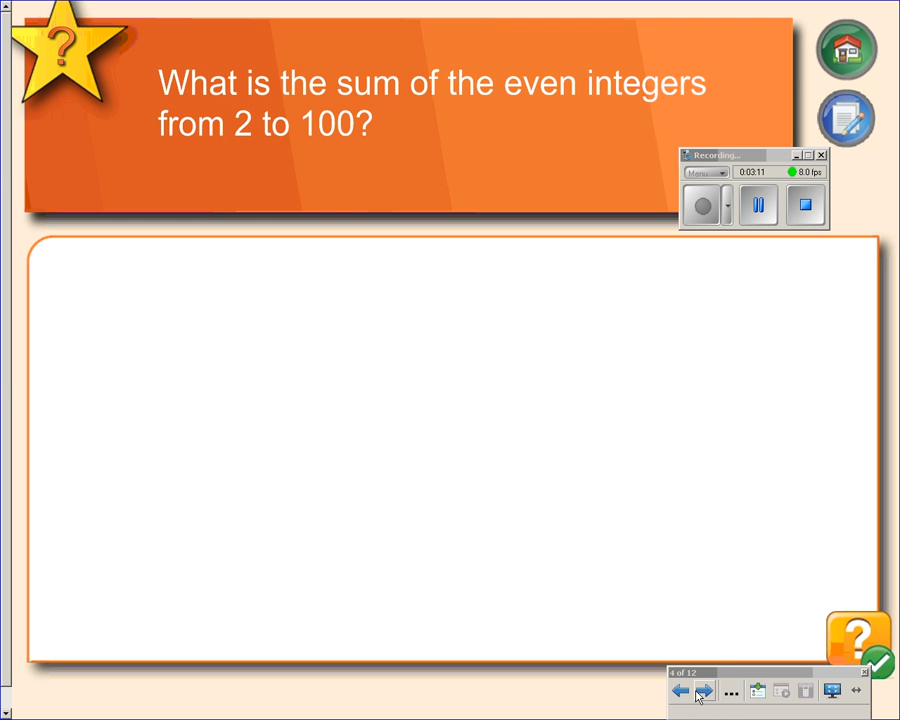 ?
What is the sum of the even integers
from 2 to 100?
Recording...
Menu
0:03:11
8.0 fps
?
4 of 12
...